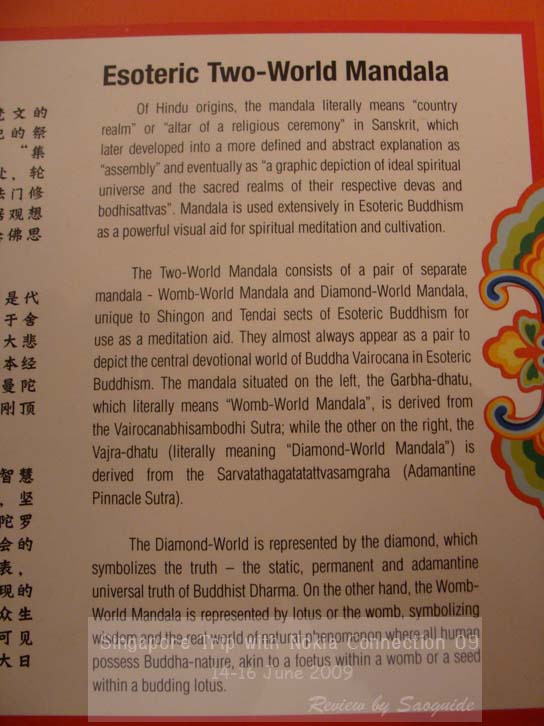 Esoteric Two-World Mandala
Of Hindu origins, the mandala literally means "country
realm" or "altar of a religious ceremony" in Sanskrit, which
later developed into a more defined and abstract explanation as
"assembly" and eventually as "a graphic depiction of ideal spiritual
universe and the sacred realms of their respective devas and
bodhisattvas". Mandala is used extensively in Esoteric Buddhism
as a powerful visual aid for spiritual meditation and cultivation.
The Two-World Mandala consists of a pair of separate
mandala - Womb-World Mandala and Diamond-World Mandala,
unique to Shingon and Tendai sects of Esoteric Buddhism for
use as a meditation aid. They almost always appear as a pair to
depict the central devotional world of Buddha Vairocana in Esoteric
Buddhism. The mandala situated on the left, the Garbha-dhatu,
which literally means "Womb-World Mandala", is derived from
the Vairocanabhisambodhi Sutra; while the other on the right, the
Vajra-dhatu (literally meaning "Diamond-World Mandala") is
derived from the Sarvatathagatatattvasamgraha (Adamantine
Pinnacle Sutra).
The Diamond-World is represented by the diamond, which
symbolizes the truth – the static, permanent and adamantine
universal truth of Buddhist Dharma. On the other hand, the Womb-
World Mandala is represented by lotus or the womb, symbolizing
wisdom and the real world of natural phenomenon where all human
possess Buddha-nature, akin to a foetus within a womb or a seed
within a budding lotus.
梵文的
的祭
"集
轮
法门修
观想
佛思
是代
于舍
大悲
本经
曼陀
刚顶
智慧
，坚
陀罗
会的
表，
现的
众生
可见
大日
Singapore Trip with Nokia Connection 09
14-16 June 2009
Review by Saoguide